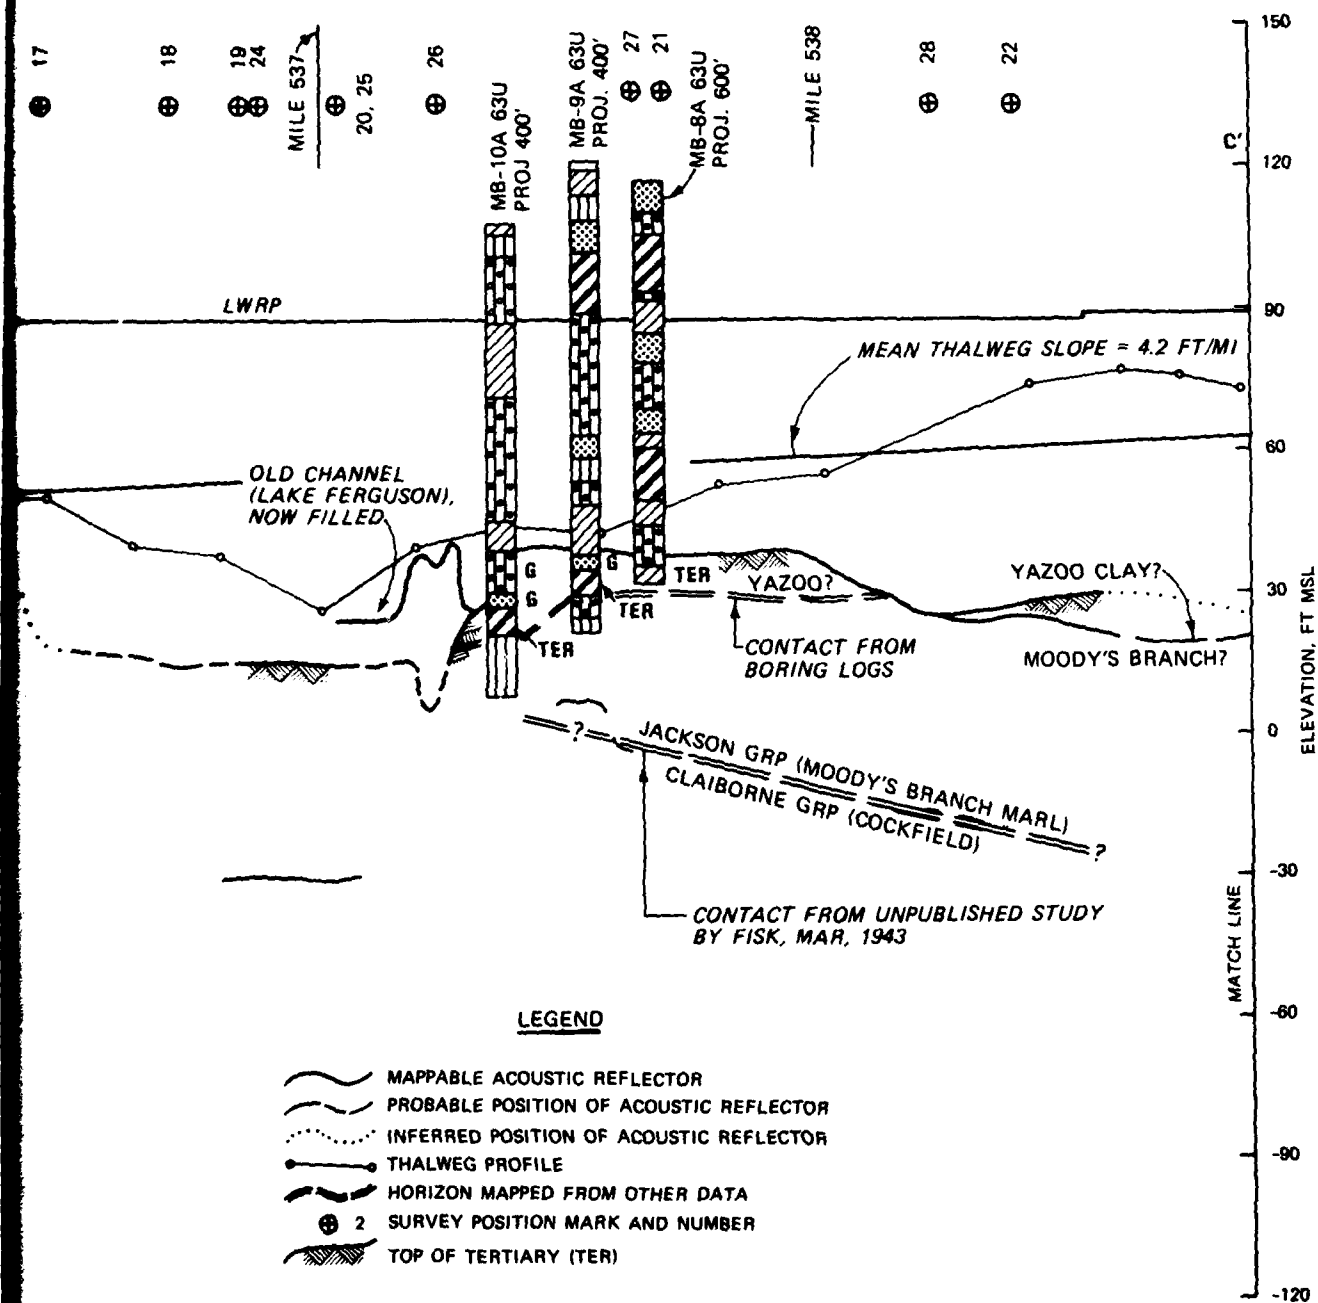 17
18
19
24
MILE 537
20, 25
26
MB-10A 63U
PROJ 400'
MB-9A 63U
PROJ. 400'
27
21
MB-8A 63U
PROJ. 600'
MILE 538
28
22
150
120
90
60
30
0
-30
-60
-90
-120
ELEVATION, FT MSL
MATCH LINE
LWRP
MEAN THALWEG SLOPE = 4.2 FT/MI
OLD CHANNEL
(LAKE FERGUSON),
NOW FILLED
G
G
G
TER
TER
TER
YAZOO?
YAZOO CLAY?
MOODY'S BRANCH?
CONTACT FROM
BORING LOGS
?
JACKSON GRP (MOODY'S BRANCH MARL)
CLAIBORNE GRP (COCKFIELD)
?
CONTACT FROM UNPUBLISHED STUDY
BY FISK, MAR, 1943
LEGEND
MAPPABLE ACOUSTIC REFLECTOR
PROBABLE POSITION OF ACOUSTIC REFLECTOR
INFERRED POSITION OF ACOUSTIC REFLECTOR
THALWEG PROFILE
HORIZON MAPPED FROM OTHER DATA
2 SURVEY POSITION MARK AND NUMBER
TOP OF TERTIARY (TER)